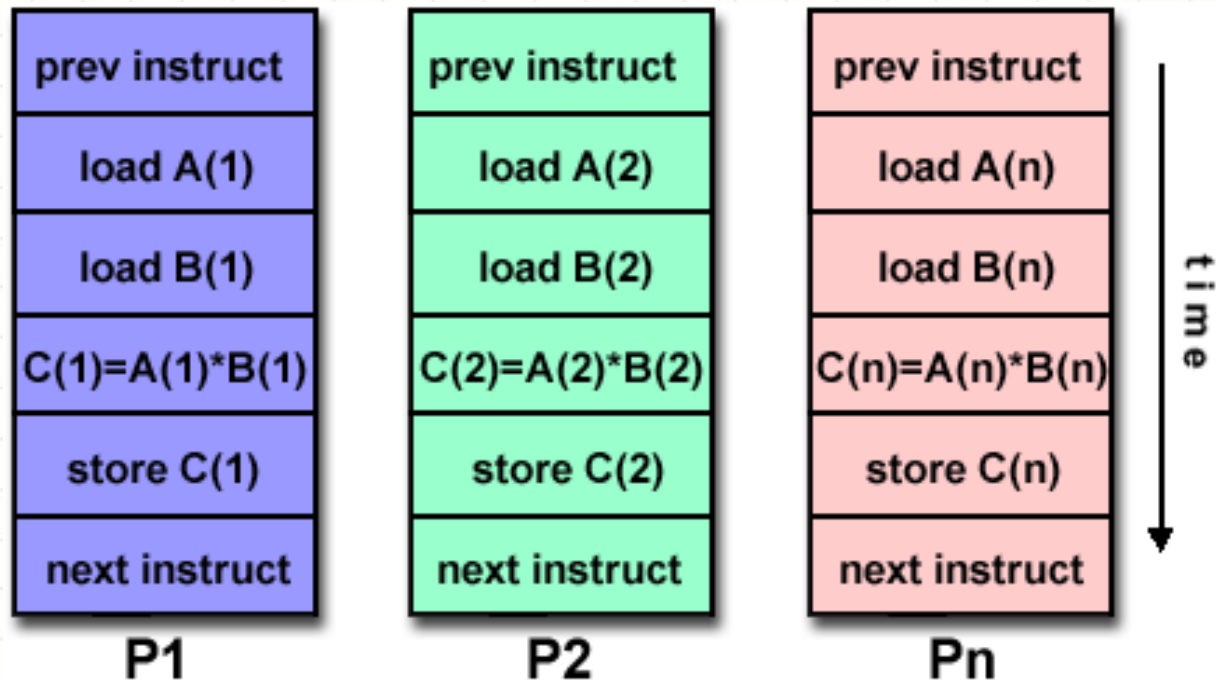 prev instruct
load A(1)
load B(1)
C(1)=A(1)*B(1)
store C(1)
next instruct
P1
prev instruct
load A(2)
load B(2)
C(2)=A(2)*B(2)
store C(2)
next instruct
P2
prev instruct
load A(n)
load B(n)
C(n)=A(n)*B(n)
store C(n)
next instruct
Pn
time